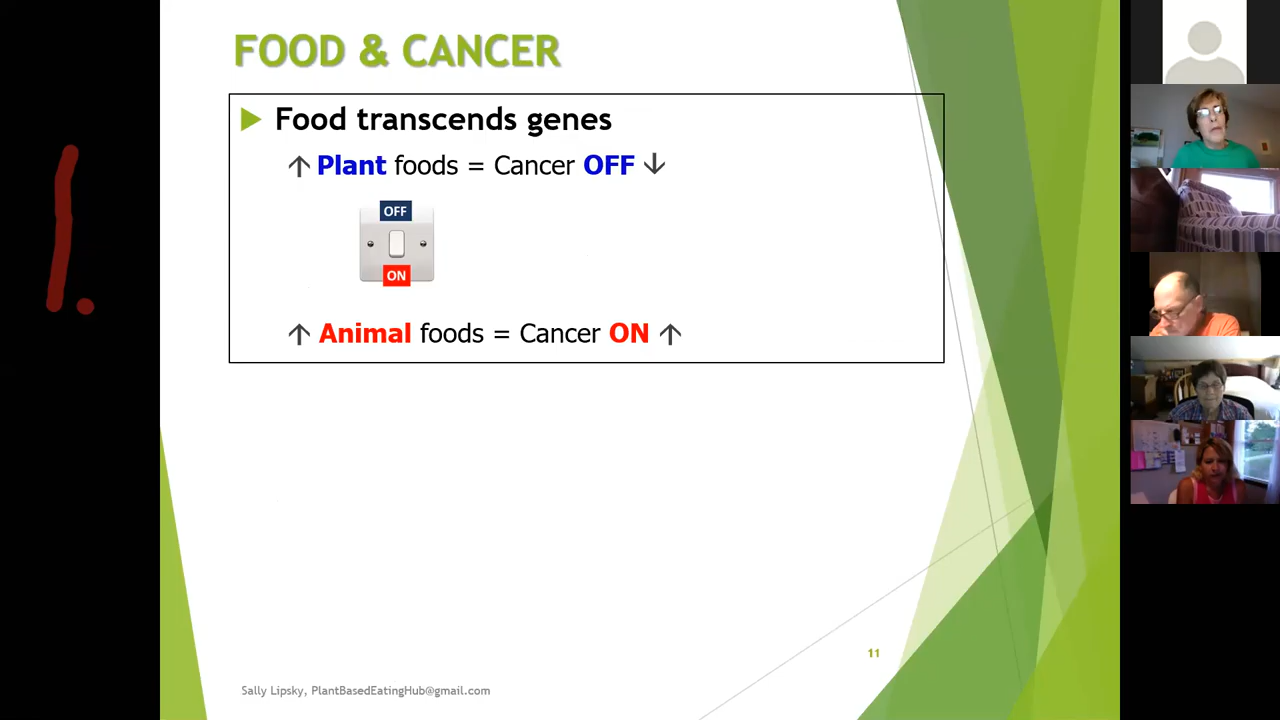 FOOD & CANCER
Food transcends genes
↑ Plant foods = Cancer OFF ↓
OFF
ON
↑ Animal foods = Cancer ON ↑
1.
11
Sally Lipsky, PlantBasedEatingHub@gmail.com